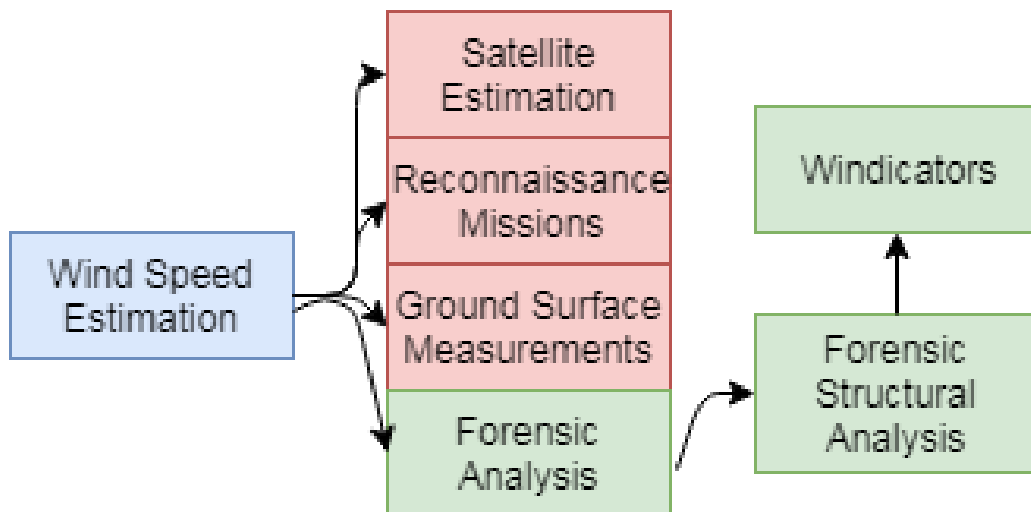 Satellite
Estimation
Reconnaissance
Missions
Wind Speed
Estimation
Ground Surface
Measurements
Forensic
Analysis
Windicators
Forensic
Structural
Analysis